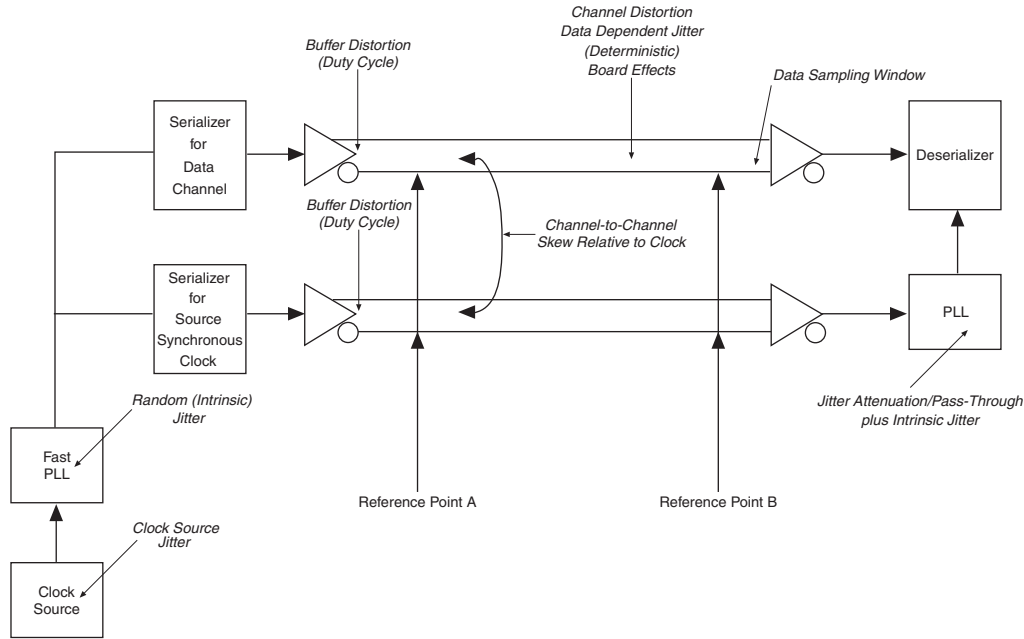 Channel Distortion
Data Dependent Jitter
(Deterministic)
Board Effects
Buffer Distortion
(Duty Cycle)
Data Sampling Window
Serializer
for
Data
Channel
Deserializer
Buffer Distortion
(Duty Cycle)
Channel-to-Channel
Skew Relative to Clock
Serializer
for
Source
Synchronous
Clock
PLL
Random (Intrinsic)
Jitter
Jitter Attenuation/Pass-Through
plus Intrinsic Jitter
Fast
PLL
Reference Point A
Reference Point B
Clock Source
Jitter
Clock
Source